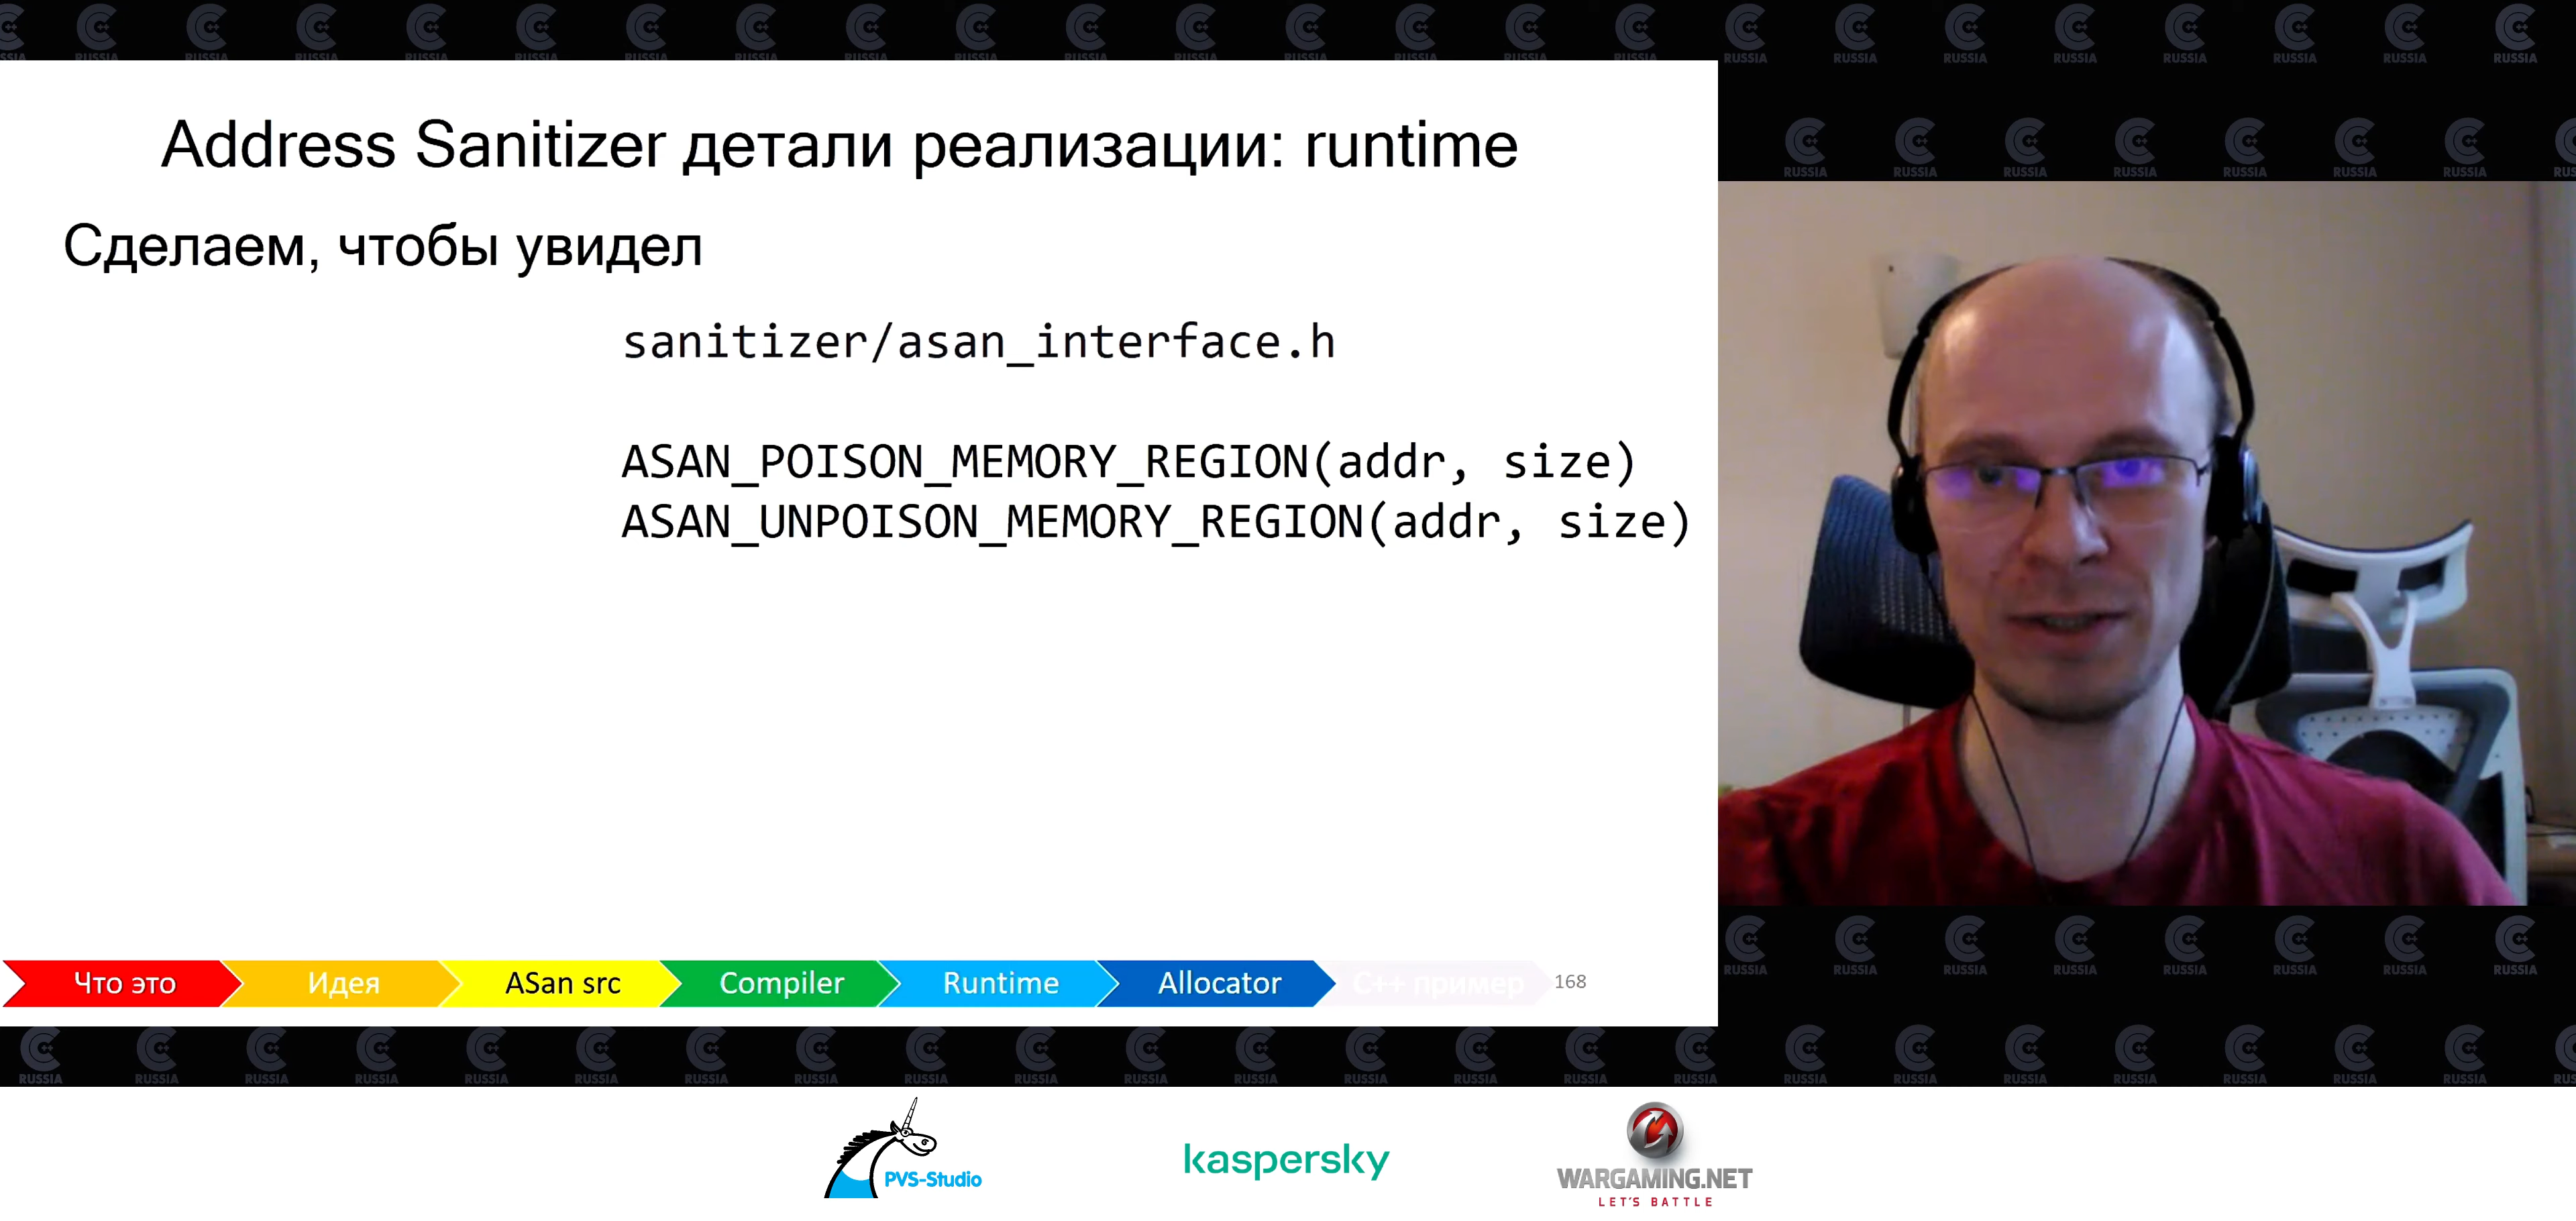 Address Sanitizer детали реализации: runtime
Сделаем, чтобы увидел
sanitizer/asan_interface.h
ASAN_POISON_MEMORY_REGION(addr, size)
ASAN_UNPOISON_MEMORY_REGION(addr, size)
Что это
Идея
ASan src
Compiler
Runtime
Allocator
C++ пример
168
RUSSIA
PVS-Studio
kaspersky
WARGAMING.NET
LET'S BATTLE